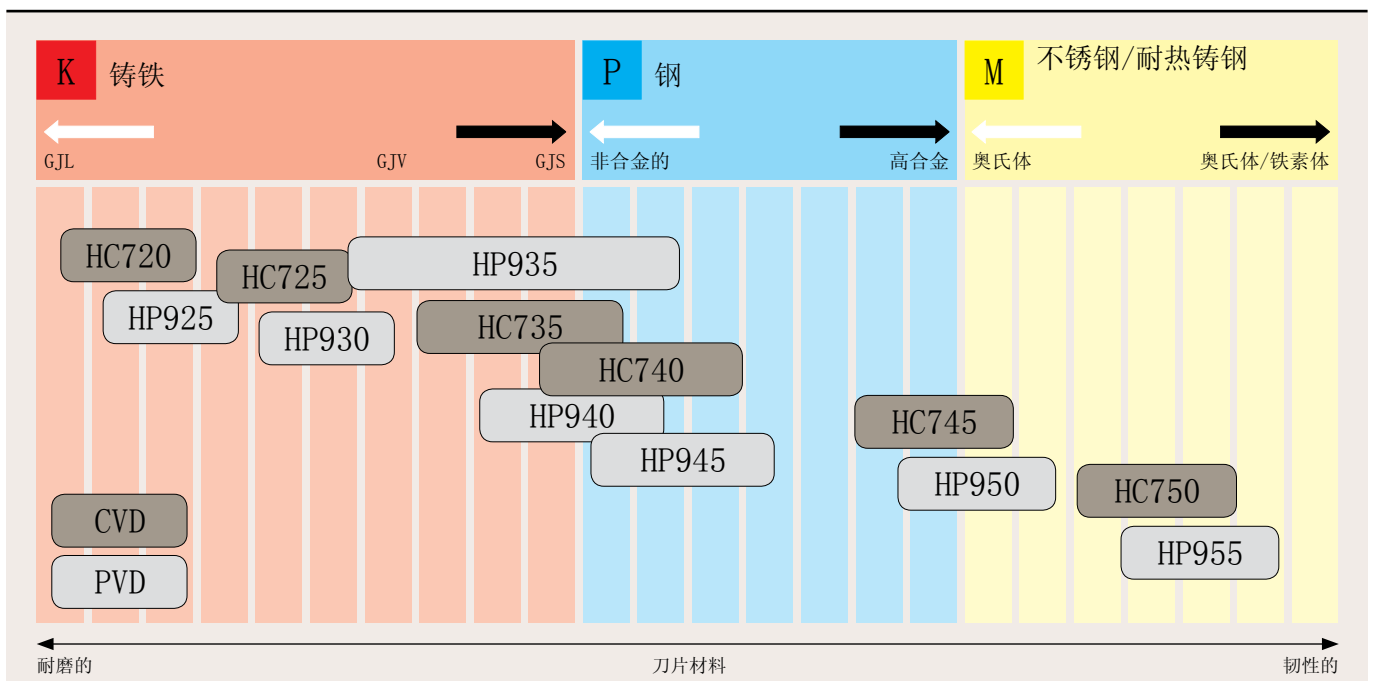 K 铸铁
P 钢
M 不锈钢/耐热铸钢
GJL GJV GJS
非合金的 高合金
奥氏体 奥氏体/铁素体
HC720
HC725
HP935
HP925
HP930
HC735
HC740
HP940
HC745
HP945
HP950
HC750
CVD
HP955
PVD
耐磨的 刀片材料 韧性的